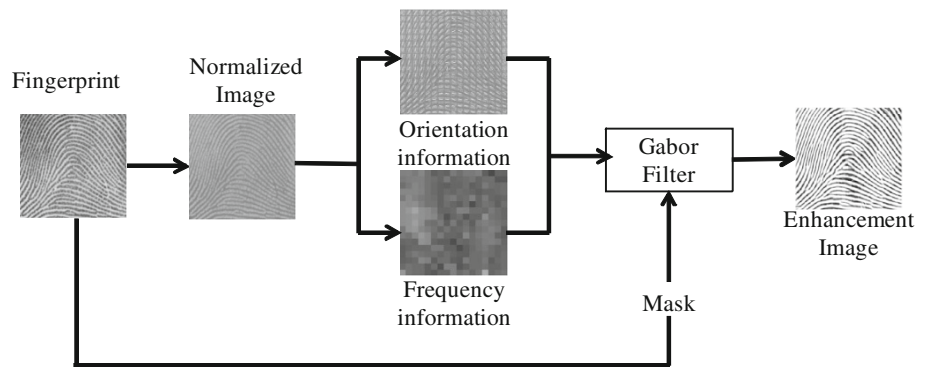 Fingerprint
Normalized
Image
Orientation
information
Frequency
information
Gabor
Filter
Mask
Enhancement
Image